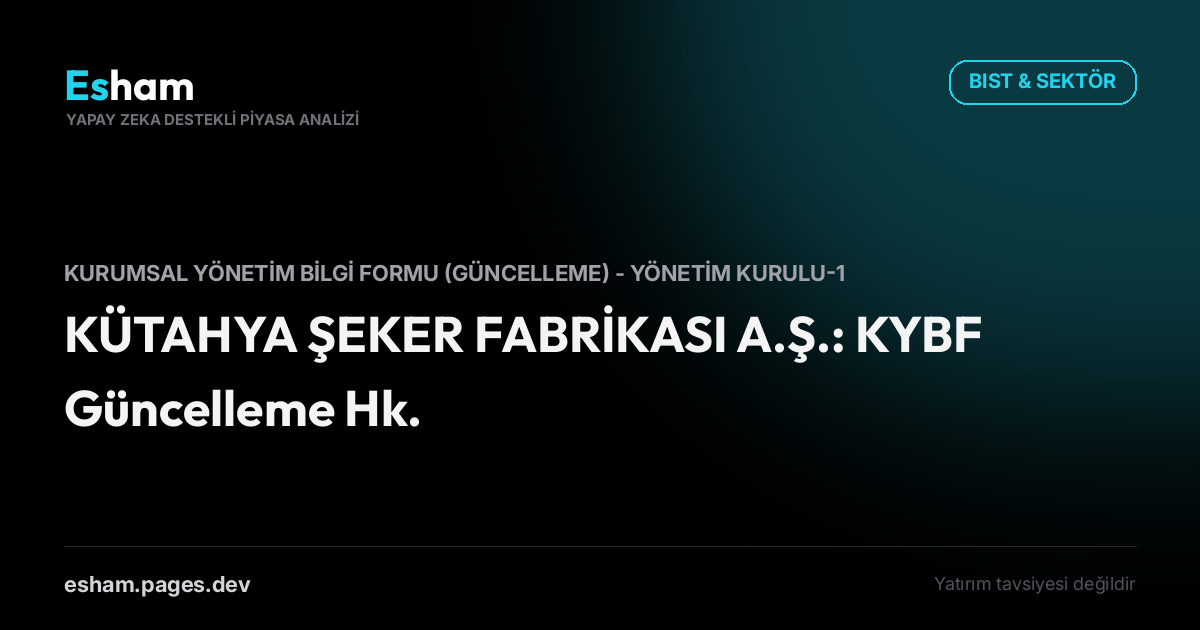 Esham
YAPAY ZEKA DESTEKLİ PİYASA ANALİZİ
BIST & SEKTÖR
KURUMSAL YÖNETİM BİLGİ FORMU (GÜNCELLEME) - YÖNETİM KURULU-1
KÜTAHYA ŞEKER FABRİKASI A.Ş.: KYBF
Güncelleme Hk.
esham.pages.dev
Yatırım tavsiyesi değildir